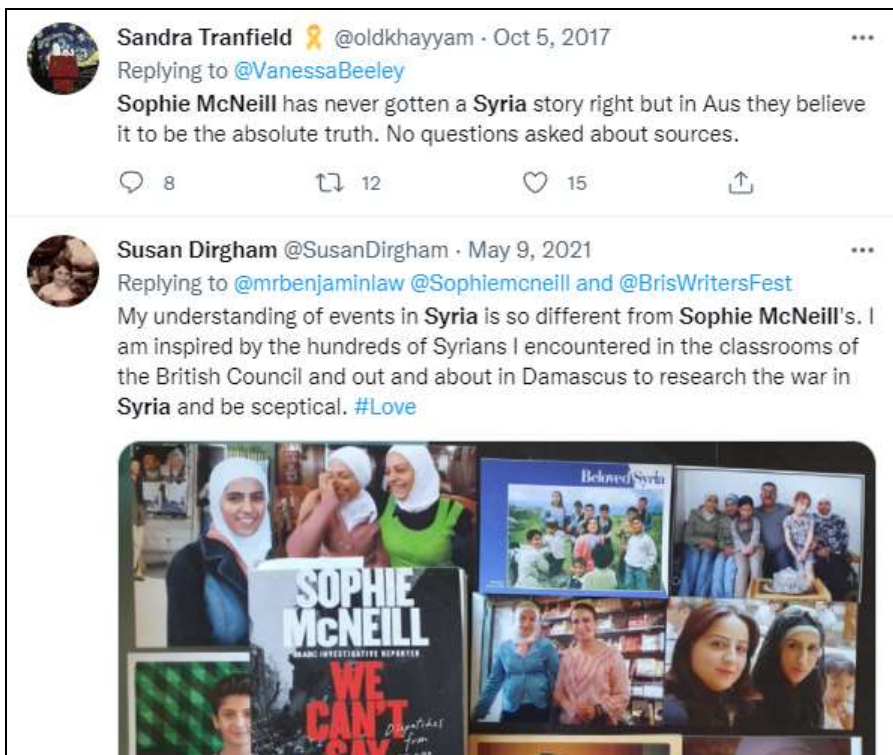 Sandra Tranfield 🎗 @oldkhayyam · Oct 5, 2017
Replying to @VanessaBeeley
Sophie McNeill has never gotten a Syria story right but in Aus they believe
it to be the absolute truth. No questions asked about sources.
8 12 15
Susan Dirgham @SusanDirgham · May 9, 2021
Replying to @mrbenjaminlaw @Sophiemcneill and @BrisWritersFest
My understanding of events in Syria is so different from Sophie McNeill's. I
am inspired by the hundreds of Syrians I encountered in the classrooms of
the British Council and out and about in Damascus to research the war in
Syria and be sceptical. #Love
Beloved Syria
SOPHIE
McNEILL
INVESTIGATIVE REPORTER
WE
CAN'T
SAY
Dispatches
from